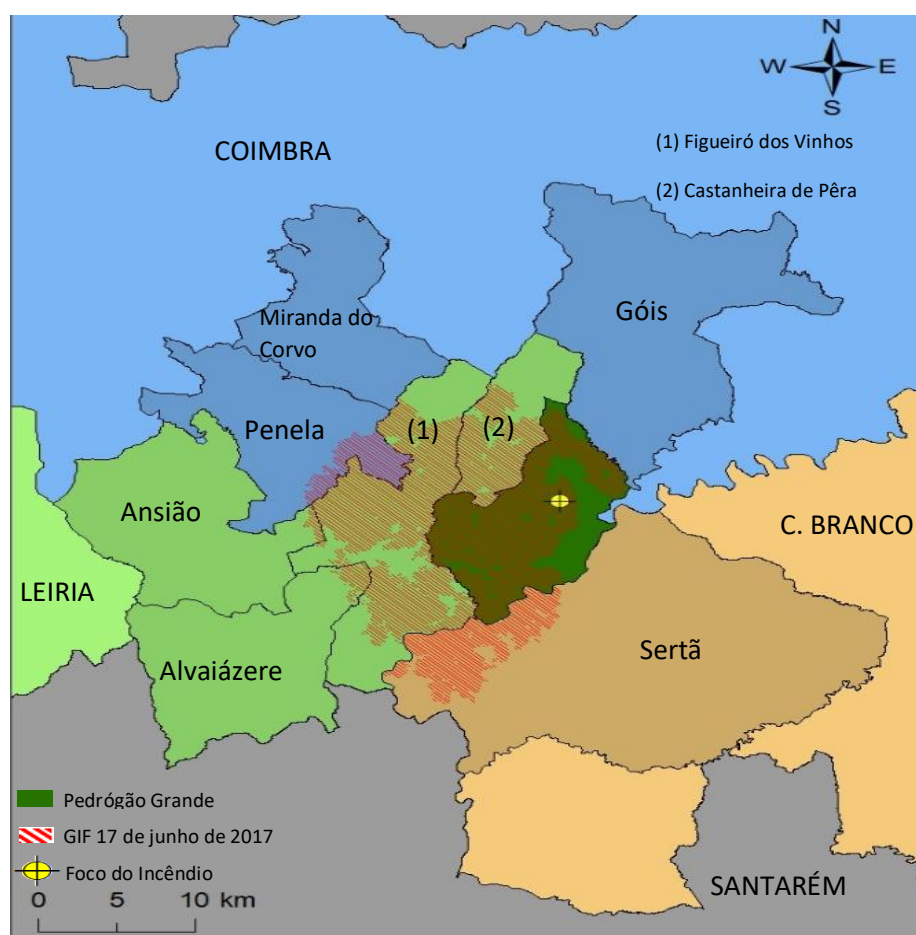 N
W E
S
COIMBRA
(1) Figueiró dos Vinhos
(2) Castanheira de Pêra
Góis
Miranda do
Corvo
Penela
(1)
(2)
Ansião
C. BRANCO
LEIRIA
Sertã
Alvaiázere
Pedrógão Grande
GIF 17 de junho de 2017
Foco do Incêndio
0 5 10 km
SANTARÉM